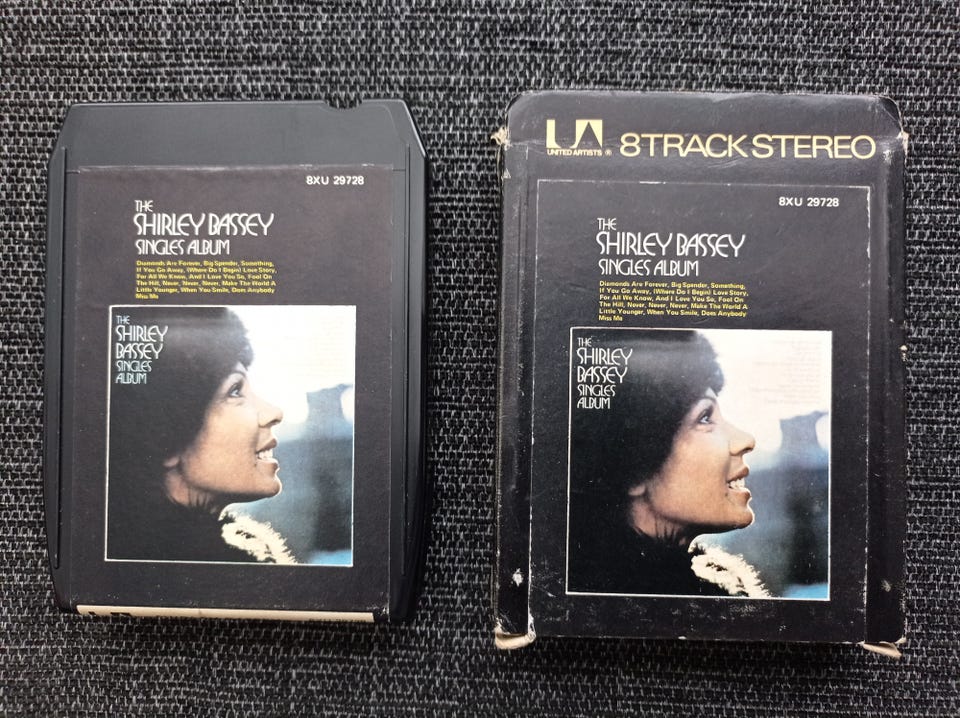 8XU 29728
THE
SHIRLEY BASSEY
SINGLES ALBUM
Diamonds Are Forever, Big Spender, Something,
If You Go Away, (Where Do I Begin) Love Story,
For All We Know, And I Love You So, Fool On
The Hill, Never, Never, Never, Make The World A
Little Younger, When You Smile, Does Anybody
Miss Me
THE
SHIRLEY
BASSEY
SINGLES
ALBUM
UA
UNITED ARTISTS ® 8TRACK STEREO
8XU 29728
THE
SHIRLEY BASSEY
SINGLES ALBUM
Diamonds Are Forever, Big Spender, Something,
If You Go Away, (Where Do I Begin) Love Story,
For All We Know, And I Love You So, Fool On
The Hill, Never, Never, Never, Make The World A
Little Younger, When You Smile, Does Anybody
Miss Me
THE
SHIRLEY
BASSEY
SINGLES
ALBUM